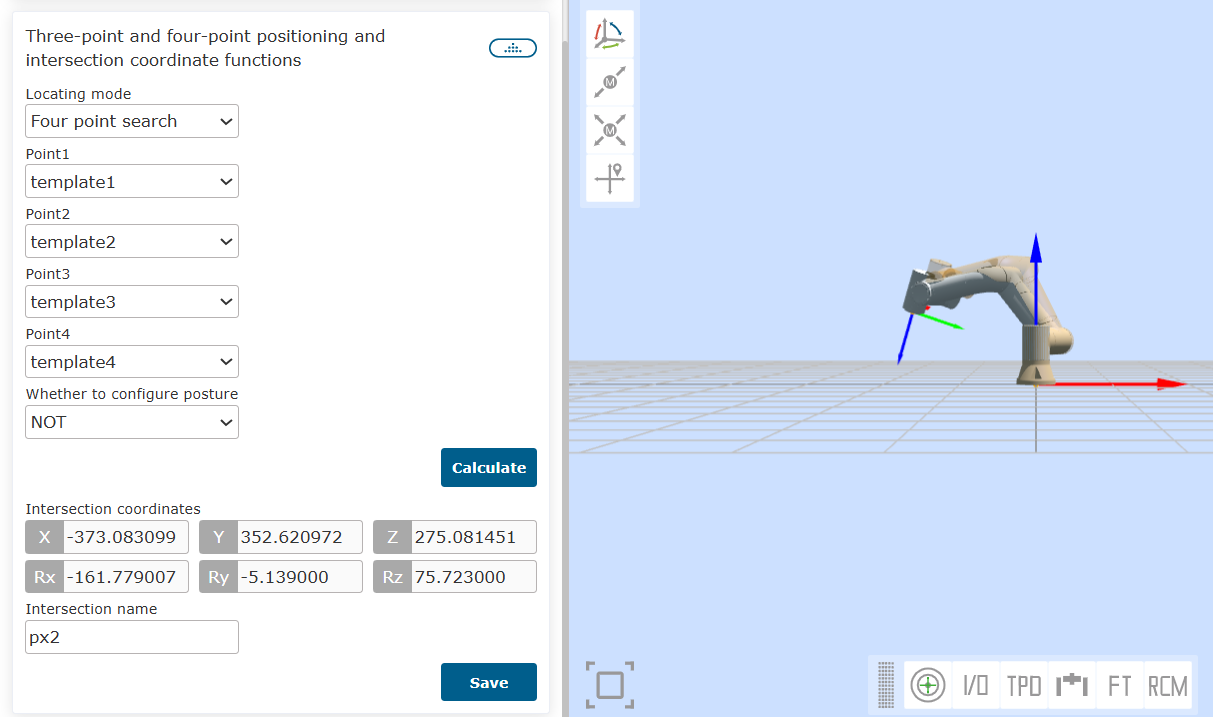 Three-point and four-point positioning and
intersection coordinate functions
Locating mode
Four point search
Point1
template1
Point2
template2
Point3
template3
Point4
template4
Whether to configure posture
NOT
Calculate
Intersection coordinates
X -373.083099 Y 352.620972 Z 275.081451
Rx -161.779007 Ry -5.139000 Rz 75.723000
Intersection name
px2
Save
M
M
I/O TPD FT RCM